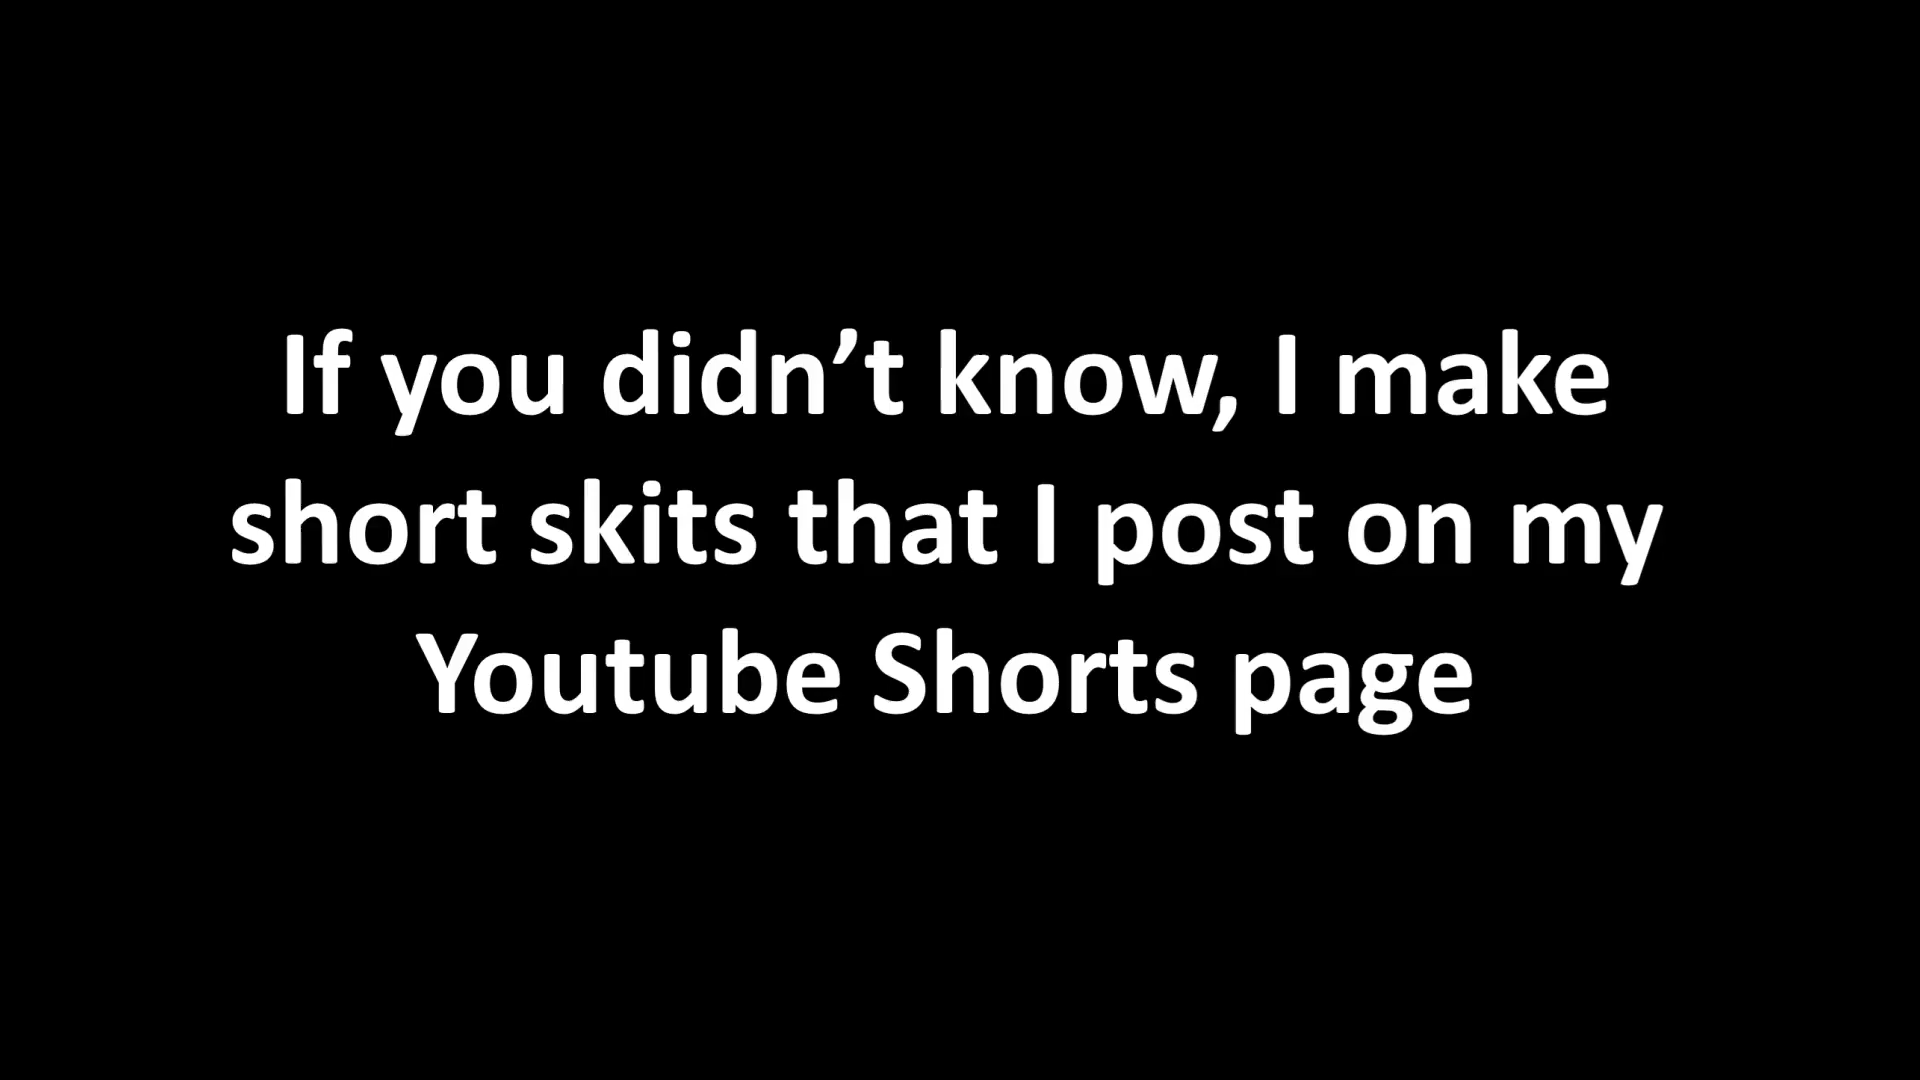 If you didn’t know, I make
short skits that I post on my
Youtube Shorts page